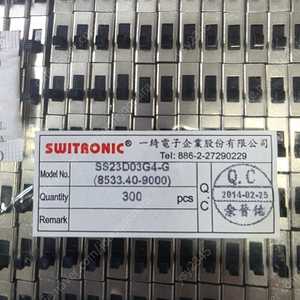 SWITRONIC® 一綺電子企業股份有限公司
Tel: 886-2-27290229
Model No. SS23D03G4-G
(8533.40-9000)
Quantity 300 pcs
Remark
Q.C
Q.C
2014-02-25